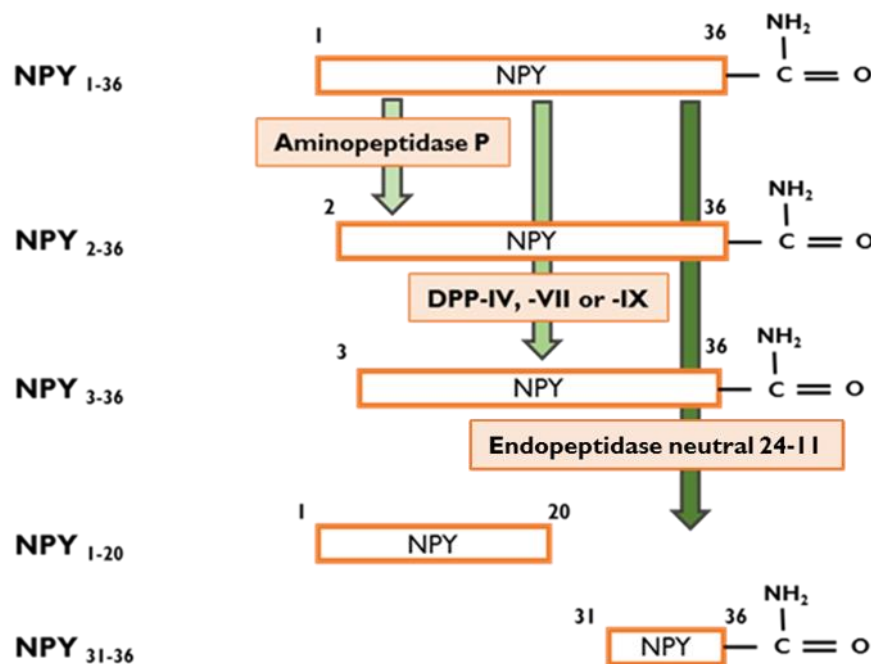 1 36 NH2
NPY 1-36 NPY C O
Aminopeptidase P
2 36 NH2
NPY 2-36 NPY C O
DPP-IV, -VII or -IX
3 36 NH2
NPY 3-36 NPY C O
Endopeptidase neutral 24-11
1 20
NPY 1-20 NPY
31 36 NH2
NPY 31-36 NPY C O